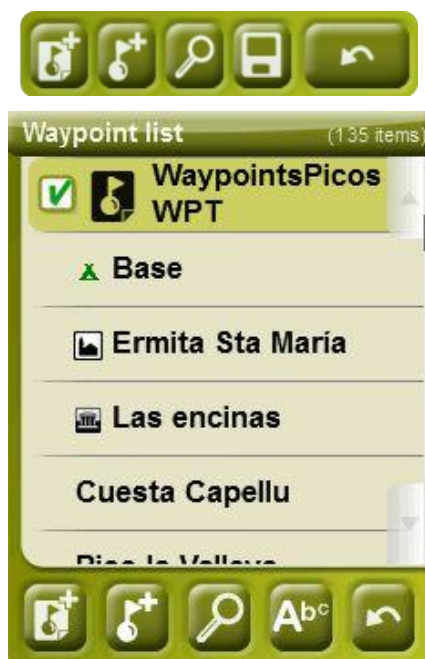 Waypoint list (135 items)
WaypointsPicos
WPT
Base
Ermita Sta María
Las encinas
Cuesta Capellu
Abc